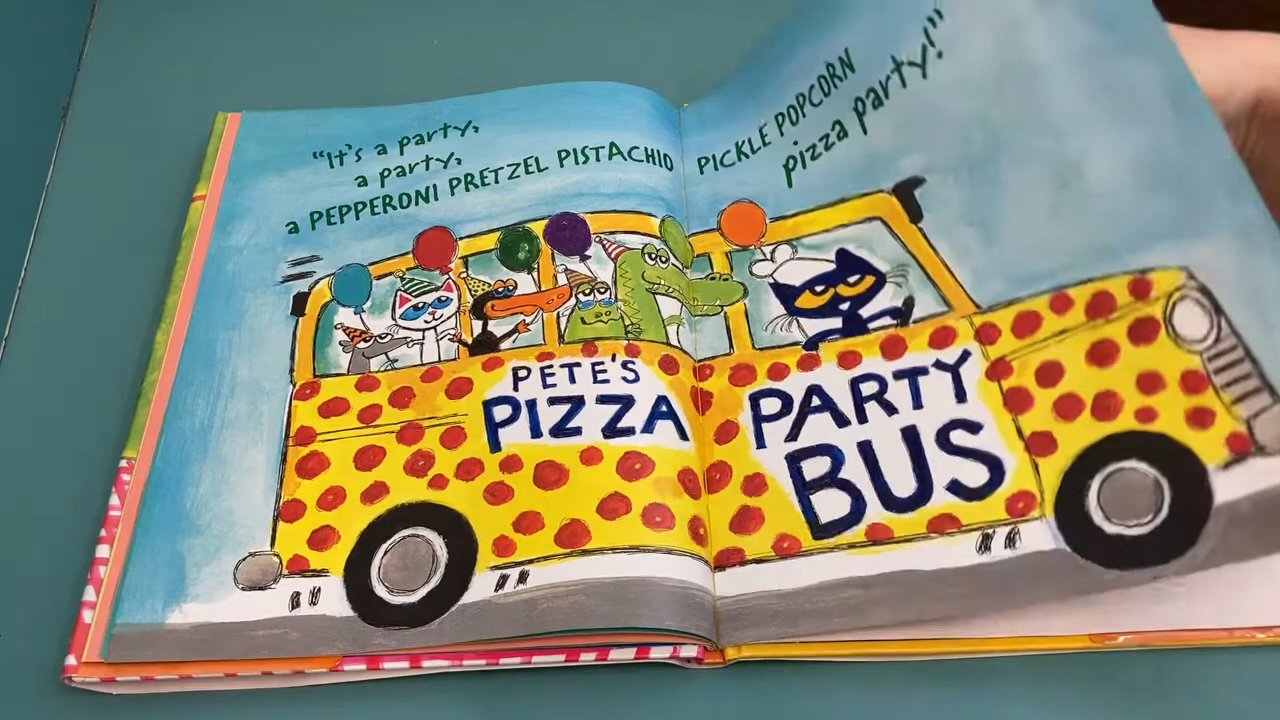 "It's a party,
a party,
a PEPPERONI PRETZEL PISTACHIO PICKLE POPCORN
pizza party!"
PETE'S
PIZZA
PARTY
BUS